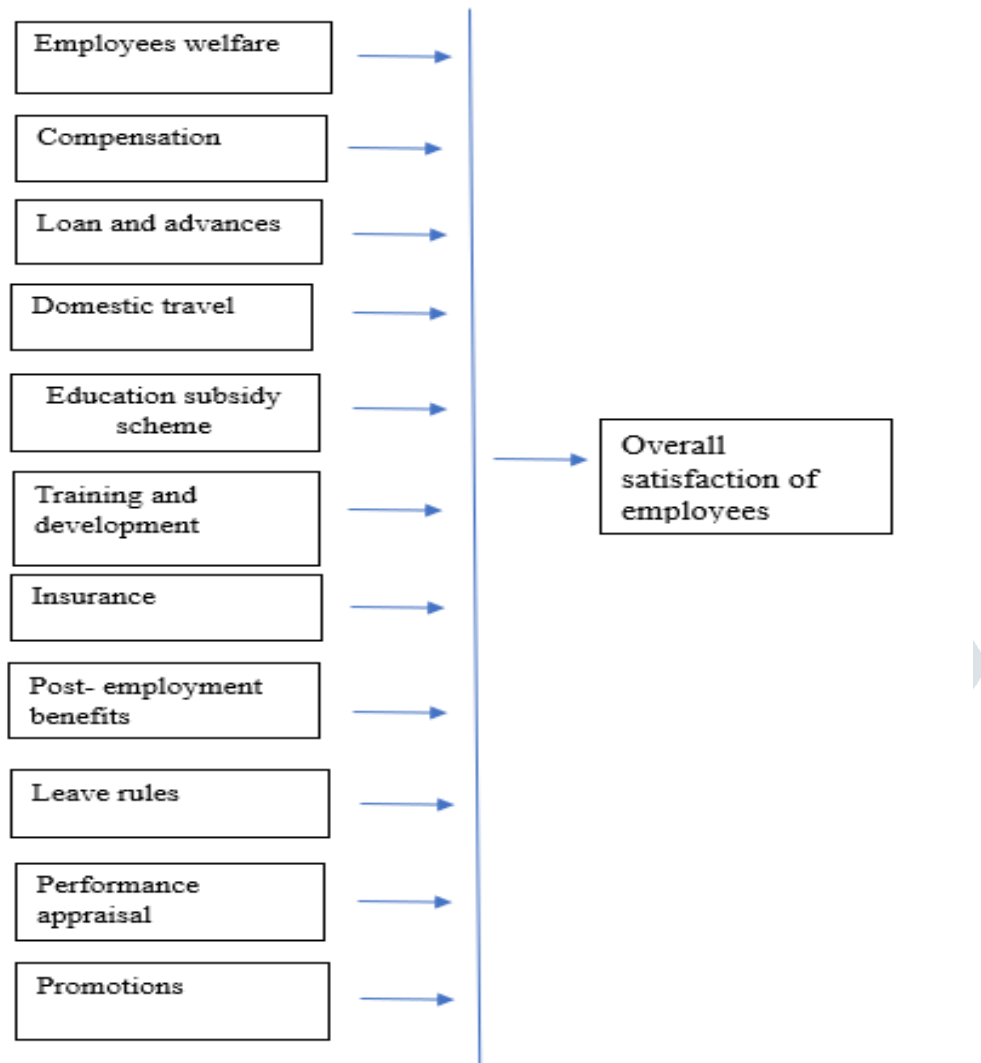 Employees welfare
Compensation
Loan and advances
Domestic travel
Education subsidy
scheme
Training and
development
Insurance
Post- employment
benefits
Leave rules
Performance
appraisal
Promotions
Overall
satisfaction of
employees